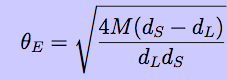 θ_E = √(4M(d_S − d_L) / d_L d_S)